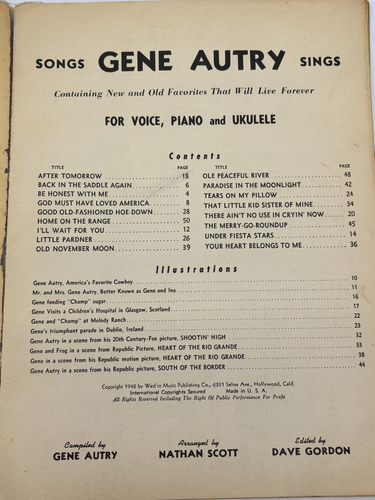 SONGS GENE AUTRY SINGS
Containing New and Old Favorites That Will Live Forever
FOR VOICE, PIANO and UKULELE
Contents
TITLE PAGE TITLE PAGE
AFTER TOMORROW 18 OLE PEACEFUL RIVER 48
BACK IN THE SADDLE AGAIN 6 PARADISE IN THE MOONLIGHT 42
BE HONEST WITH ME 4 TEARS ON MY PILLOW 24
GOD MUST HAVE LOVED AMERICA 8 THAT LITTLE KID SISTER OF MINE 34
GOOD OLD-FASHIONED HOE-DOWN 28 THERE AIN'T NO USE IN CRYIN' NOW 20
HOME ON THE RANGE 50 THE MERRY-GO-ROUNDUP 45
I'LL WAIT FOR YOU 12 UNDER FIESTA STARS 14
LITTLE PARDNER 26 YOUR HEART BELONGS TO ME 36
OLD NOVEMBER MOON 39
Illustrations
Gene Autry, America's Favorite Cowboy 10
Mr. and Mrs. Gene Autry, Better Known as Gene and Ina 11
Gene feeding "Champ" sugar 16
Gene Visits a Children's Hospital in Glasgow, Scotland 17
Gene and "Champ" at Melody Ranch 22
Gene's triumphant parade in Dublin, Ireland 23
Gene Autry in a scene from his 20th Century-Fox picture, SHOOTIN' HIGH 32
Gene and Frog in a scene from Republic Picture, HEART OF THE RIO GRANDE 33
Gene in a scene from his Republic motion picture, HEART OF THE RIO GRANDE 38
Gene Autry in a scene from his Republic picture, SOUTH OF THE BORDER 44
Copyright 1942 by West'm Music Publishing Co., 6351 Selma Ave., Hollywood, Calif.
International Copyrights Secured Made in U. S. A.
All Rights Reserved Including The Right Of Public Performance For Profit
Compiled by Arranged by Edited by
GENE AUTRY NATHAN SCOTT DAVE GORDON